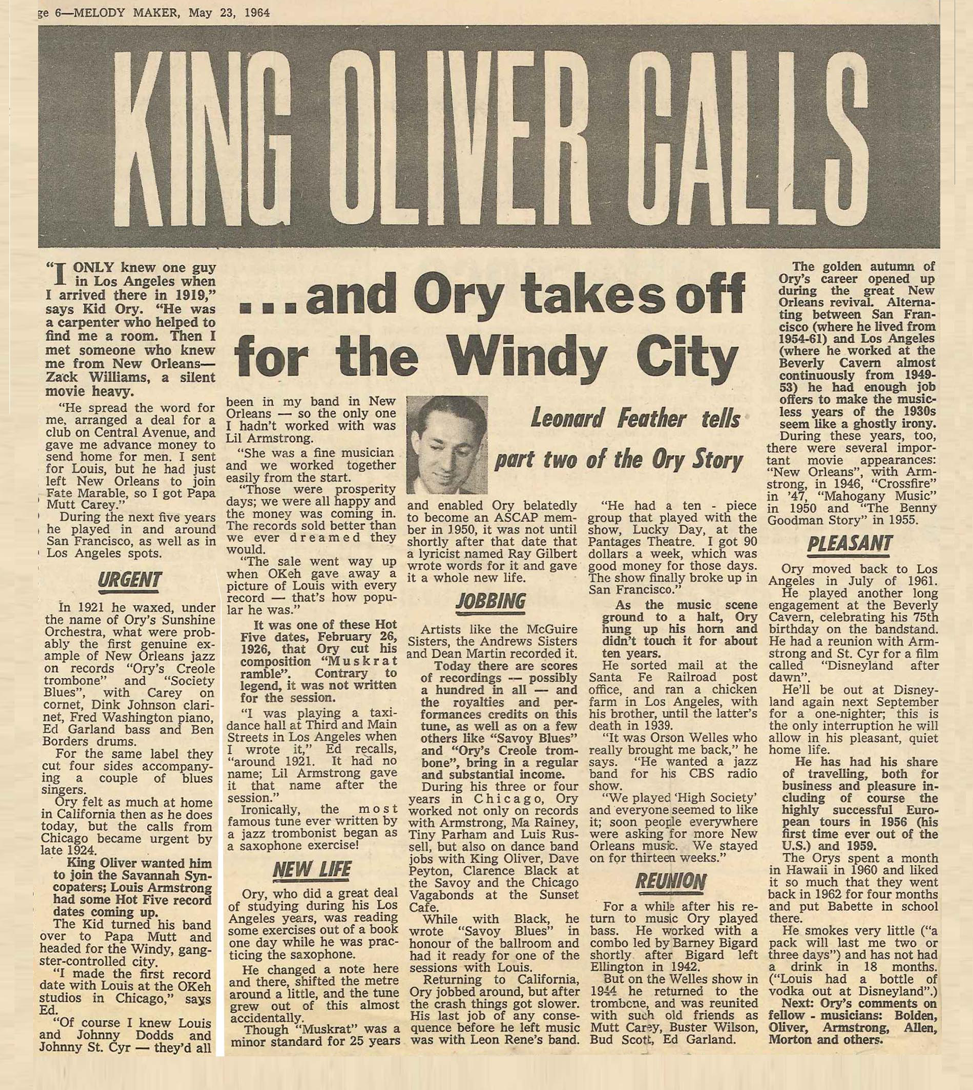 ge 6—MELODY MAKER, May 23, 1964
KING OLIVER CALLS
...and Ory takes off
for the Windy City
Leonard Feather tells
part two of the Ory Story
"I ONLY knew one guy
in Los Angeles when
I arrived there in 1919,"
says Kid Ory. "He was
a carpenter who helped to
find me a room. Then I
met someone who knew
me from New Orleans—
Zack Williams, a silent
movie heavy.
"He spread the word for
me, arranged a deal for a
club on Central Avenue, and
gave me advance money to
send home for men. I sent
for Louis, but he had just
left New Orleans to join
Fate Marable, so I got Papa
Mutt Carey."
During the next five years
he played in and around
San Francisco, as well as in
Los Angeles spots.
URGENT
In 1921 he waxed, under
the name of Ory's Sunshine
Orchestra, what were prob-
ably the first genuine ex-
ample of New Orleans jazz
on records "Ory's Creole
trombone" and "Society
Blues", with Carey on
cornet, Dink Johnson clari-
net, Fred Washington piano,
Ed Garland bass and Ben
Borders drums.
For the same label they
cut four sides accompany-
ing a couple of blues
singers.
Ory felt as much at home
in California then as he does
today, but the calls from
Chicago became urgent by
late 1924.
King Oliver wanted him
to join the Savannah Syn-
copaters; Louis Armstrong
had some Hot Five record
dates coming up.
The Kid turned his band
over to Papa Mutt and
headed for the Windy, gang-
ster-controlled city.
"I made the first record
date with Louis at the OKeh
studios in Chicago," says
Ed.
"Of course I knew Louis
and Johnny Dodds and
Johnny St. Cyr — they'd all
been in my band in New
Orleans — so the only one
I hadn't worked with was
Lil Armstrong.
"She was a fine musician
and we worked together
easily from the start.
"Those were prosperity
days; we were all happy and
the money was coming in.
The records sold better than
we ever dreamed they
would.
"The sale went way up
when OKeh gave away a
picture of Louis with every
record — that's how popu-
lar he was."
It was one of these Hot
Five dates, February 26,
1926, that Ory cut his
composition "Muskrat
ramble". Contrary to
legend, it was not written
for the session.
"I was playing a taxi-
dance hall at Third and Main
Streets in Los Angeles when
I wrote it," Ed recalls,
"around 1921. It had no
name; Lil Armstrong gave
it that name after the
session."
Ironically, the most
famous tune ever written by
a jazz trombonist began as
a saxophone exercise!
NEW LIFE
Ory, who did a great deal
of studying during his Los
Angeles years, was reading
some exercises out of a book
one day while he was prac-
ticing the saxophone.
He changed a note here
and there, shifted the metre
around a little, and the tune
grew out of this almost
accidentally.
Though "Muskrat" was a
minor standard for 25 years
and enabled Ory belatedly
to become an ASCAP mem-
ber in 1950, it was not until
shortly after that date that
a lyricist named Ray Gilbert
wrote words for it and gave
it a whole new life.
JOBBING
Artists like the McGuire
Sisters, the Andrews Sisters
and Dean Martin recorded it.
Today there are scores
of recordings — possibly
a hundred in all — and
the royalties and per-
formances credits on this
tune, as well as on a few
others like "Savoy Blues"
and "Ory's Creole trom-
bone", bring in a regular
and substantial income.
During his three or four
years in Chicago, Ory
worked not only on records
with Armstrong, Ma Rainey,
Tiny Parham and Luis Rus-
sell, but also on dance band
jobs with King Oliver, Dave
Peyton, Clarence Black at
the Savoy and the Chicago
Vagabonds at the Sunset
Cafe.
While with Black, he
wrote "Savoy Blues" in
honour of the ballroom and
had it ready for one of the
sessions with Louis.
Returning to California,
Ory jobbed around, but after
the crash things got slower.
His last job of any conse-
quence before he left music
was with Leon Rene's band.
"He had a ten - piece
group that played with the
show, Lucky Day, at the
Pantages Theatre. I got 90
dollars a week, which was
good money for those days.
The show finally broke up in
San Francisco."
As the music scene
ground to a halt, Ory
hung up his horn and
didn't touch it for about
ten years.
He sorted mail at the
Santa Fe Railroad post
office, and ran a chicken
farm in Los Angeles, with
his brother, until the latter's
death in 1939.
"It was Orson Welles who
really brought me back," he
says. "He wanted a jazz
band for his CBS radio
show.
"We played 'High Society'
and everyone seemed to like
it; soon people everywhere
were asking for more New
Orleans music. We stayed
on for thirteen weeks."
REUNION
For a while after his re-
turn to music Ory played
bass. He worked with a
combo led by Barney Bigard
shortly after Bigard left
Ellington in 1942.
But on the Welles show in
1944 he returned to the
trombone, and was reunited
with such old friends as
Mutt Carey, Buster Wilson,
Bud Scott, Ed Garland.
The golden autumn of
Ory's career opened up
during the great New
Orleans revival. Alterna-
ting between San Fran-
cisco (where he lived from
1954-61) and Los Angeles
(where he worked at the
Beverly Cavern almost
continuously from 1949-
53) he had enough job
offers to make the music-
less years of the 1930s
seem like a ghostly irony.
During these years, too,
there were several impor-
tant movie appearances:
"New Orleans", with Arm-
strong, in 1946, "Crossfire"
in '47, "Mahogany Music"
in 1950 and "The Benny
Goodman Story" in 1955.
PLEASANT
Ory moved back to Los
Angeles in July of 1961.
He played another long
engagement at the Beverly
Cavern, celebrating his 75th
birthday on the bandstand.
He had a reunion with Arm-
strong and St. Cyr for a film
called "Disneyland after
dawn".
He'll be out at Disney-
land again next September
for a one-nighter; this is
the only interruption he will
allow in his pleasant, quiet
home life.
He has had his share
of travelling, both for
business and pleasure in-
cluding of course the
highly successful Euro-
pean tours in 1956 (his
first time ever out of the
U.S.) and 1959.
The Orys spent a month
in Hawaii in 1960 and liked
it so much that they went
back in 1962 for four months
and put Babette in school
there.
He smokes very little ("a
pack will last me two or
three days") and has not had
a drink in 18 months.
("Louis had a bottle of
vodka out at Disneyland".)
Next: Ory's comments on
fellow - musicians: Bolden,
Oliver, Armstrong, Allen,
Morton and others.